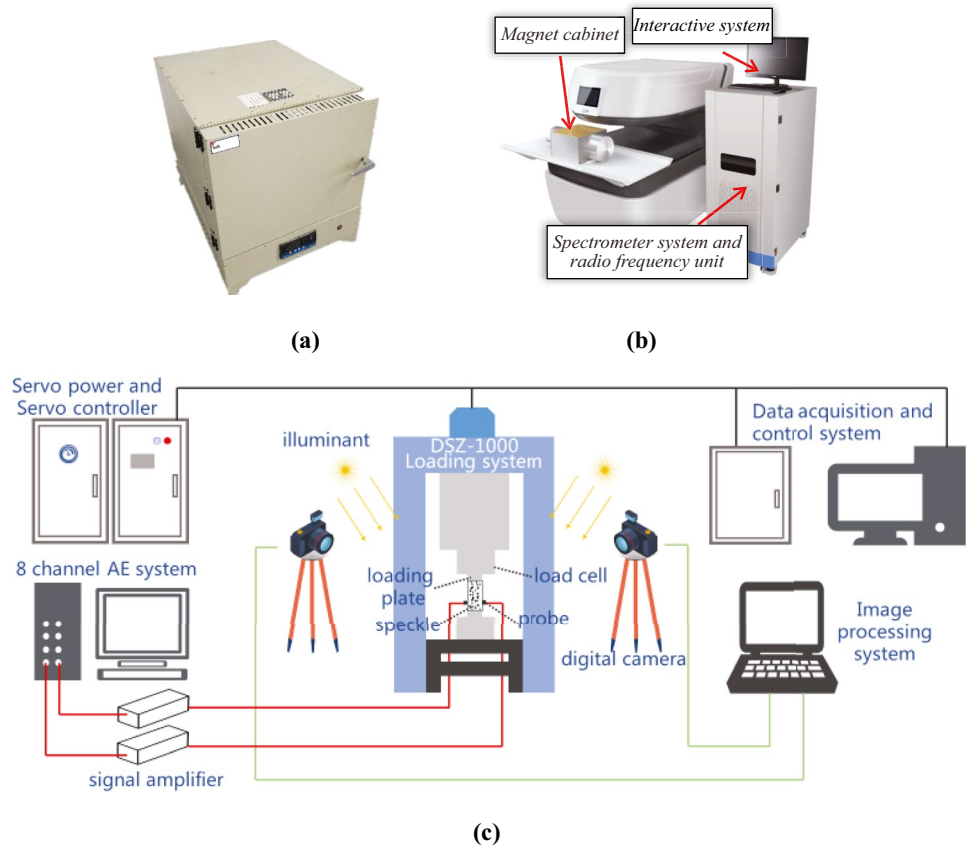 Magnet cabinet
Interactive system
Spectrometer system and
radio frequency unit
(a)
(b)
Servo power and
Servo controller
illuminant
DSZ-1000
Loading system
Data acquisition and
control system
8 channel AE system
loading
plate
load cell
speckle
probe
digital camera
Image
processing
system
signal amplifier
(c)